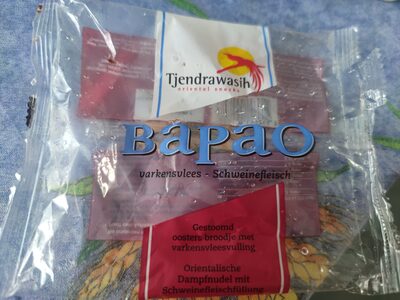 Tjendrawasih
oriental snacks
Bapao
varkensvlees - Schweinefleisch
Gestoomd
oosters broodje met
varkensvleesvulling
Orientalische
Dampfnudel mit
Schweinefleischfüllung